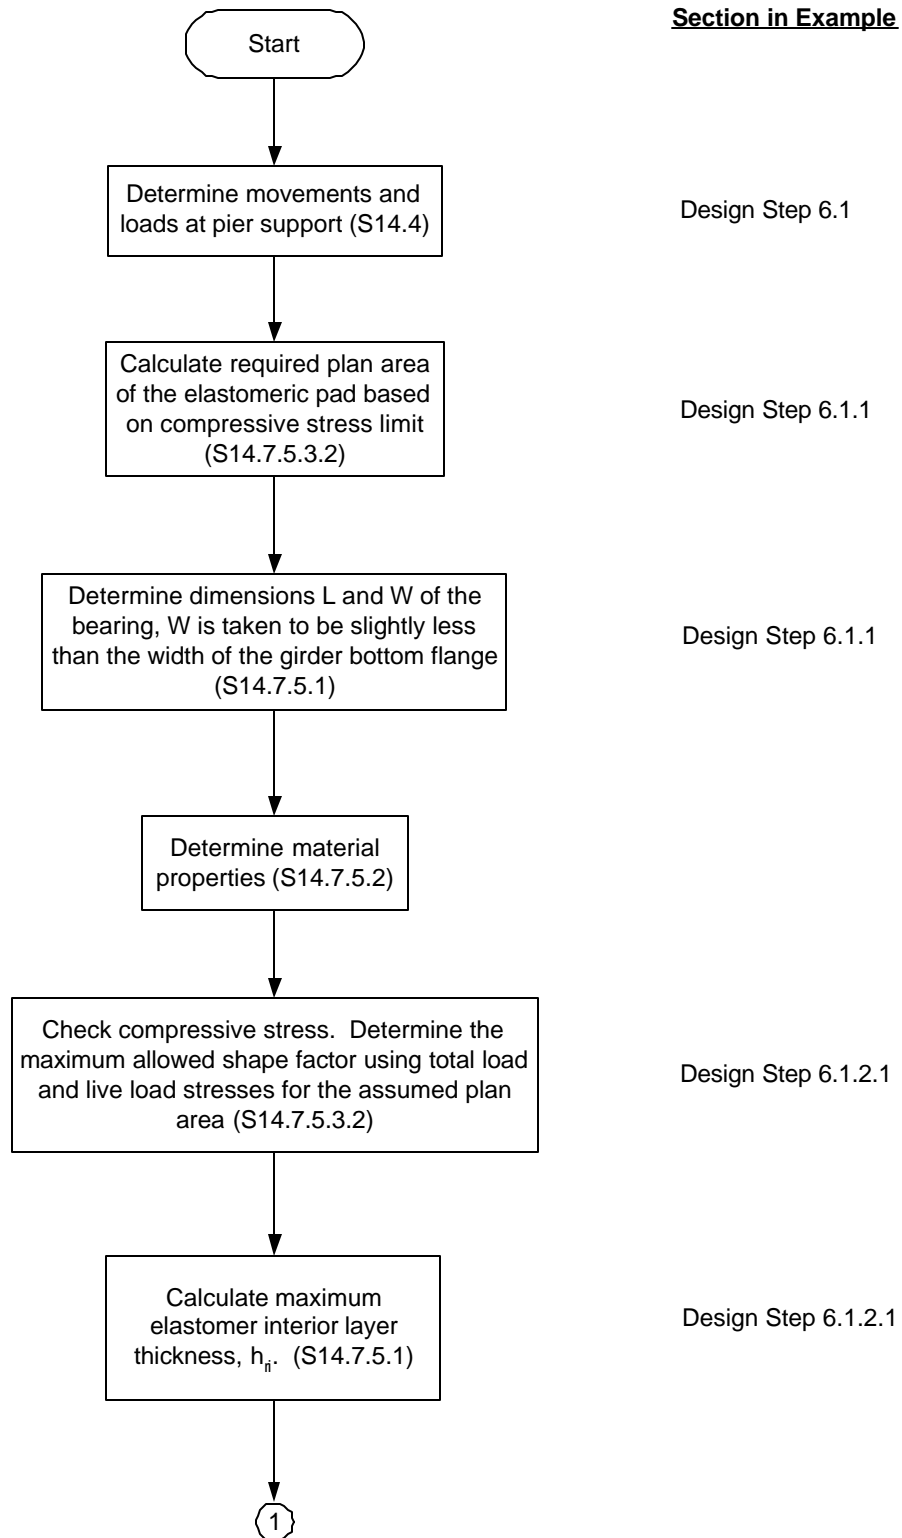 Section in Example
Start
Determine movements and
loads at pier support (S14.4)
Design Step 6.1
Calculate required plan area
of the elastomeric pad based
on compressive stress limit
(S14.7.5.3.2)
Design Step 6.1.1
Determine dimensions L and W of the
bearing, W is taken to be slightly less
than the width of the girder bottom flange
(S14.7.5.1)
Design Step 6.1.1
Determine material
properties (S14.7.5.2)
Check compressive stress.  Determine the
maximum allowed shape factor using total load
and live load stresses for the assumed plan
area (S14.7.5.3.2)
Design Step 6.1.2.1
Calculate maximum
elastomer interior layer
thickness, hri.  (S14.7.5.1)
Design Step 6.1.2.1
1